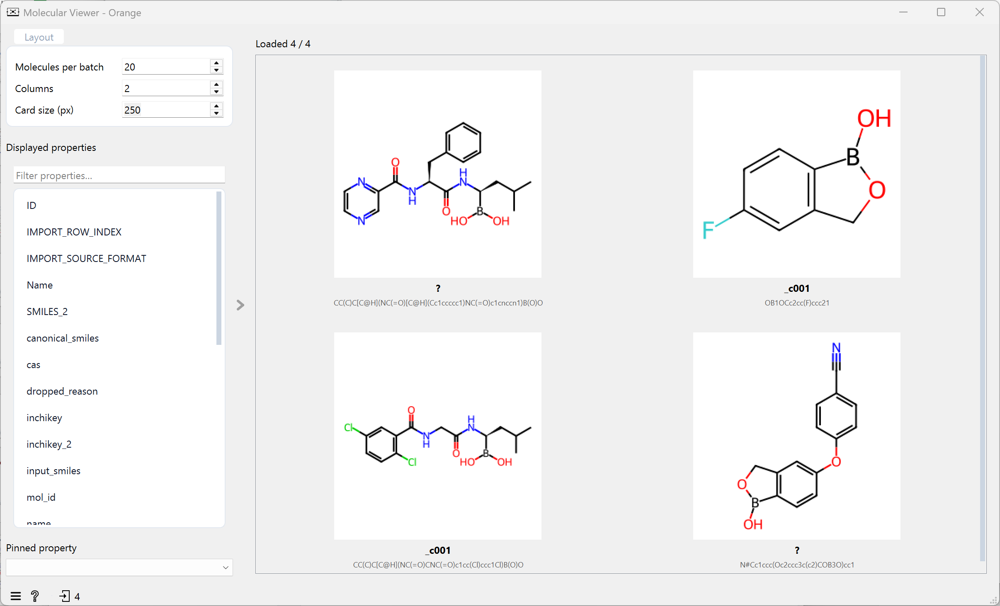 Molecular Viewer - Orange
Layout
Molecules per batch 20
Columns 2
Card size (px) 250
Displayed properties
Filter properties...
ID
IMPORT_ROW_INDEX
IMPORT_SOURCE_FORMAT
Name
SMILES_2
canonical_smiles
cas
dropped_reason
inchikey
inchikey_2
input_smiles
mol_id
name
Pinned property
4
Loaded 4 / 4
O
N
N
N
H
H
N
O
B
HO
OH
?
CC(C)C[C@H](NC(=O)[C@H](Cc1ccccc1)NC(=O)c1cnccn1)B(O)O
OH
B
O
F
_c001
OB1OCc2cc(F)ccc21
O
H
N
Cl
N
H
O
B
HO
OH
Cl
_c001
CC(C)C[C@H](NC(=O)CNC(=O)c1cc(Cl)ccc1Cl)B(O)O
N
O
O
B
OH
?
N#Cc1ccc(Oc2ccc3c(c2)COB3O)cc1